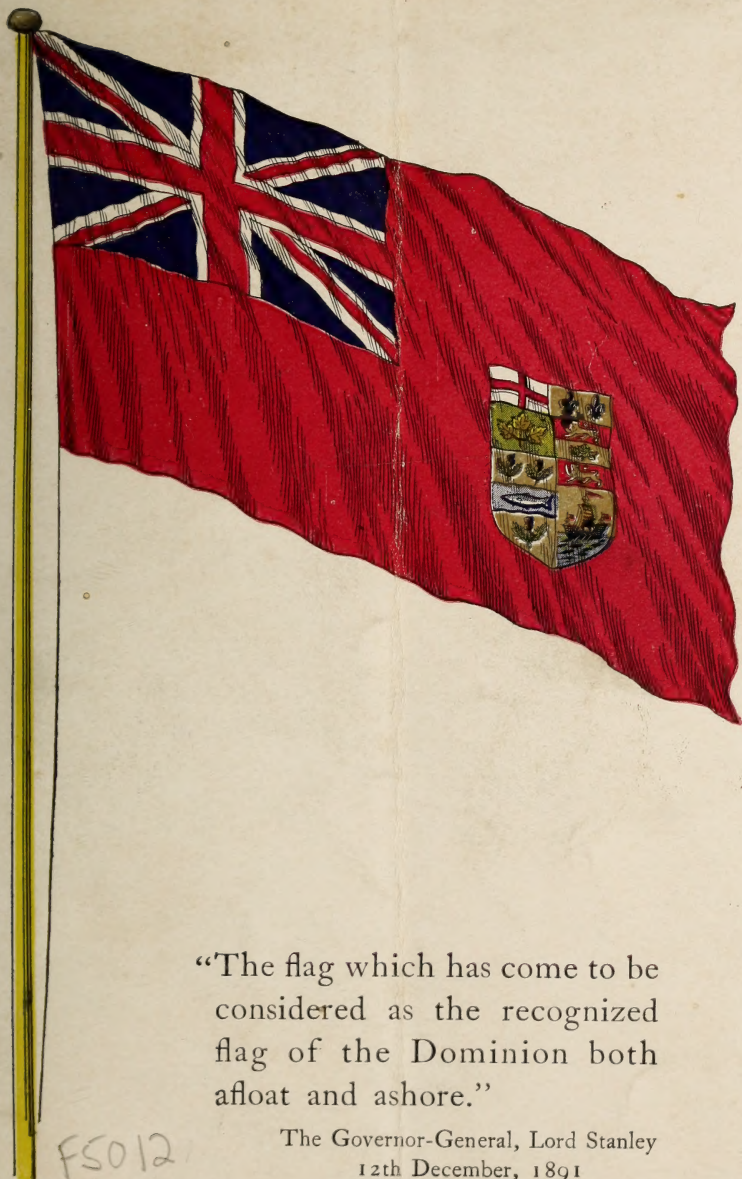 “The flag which has come to be
considered as the recognized
flag of the Dominion both
afloat and ashore.”
The Governor-General, Lord Stanley
12th December, 1891
F5012